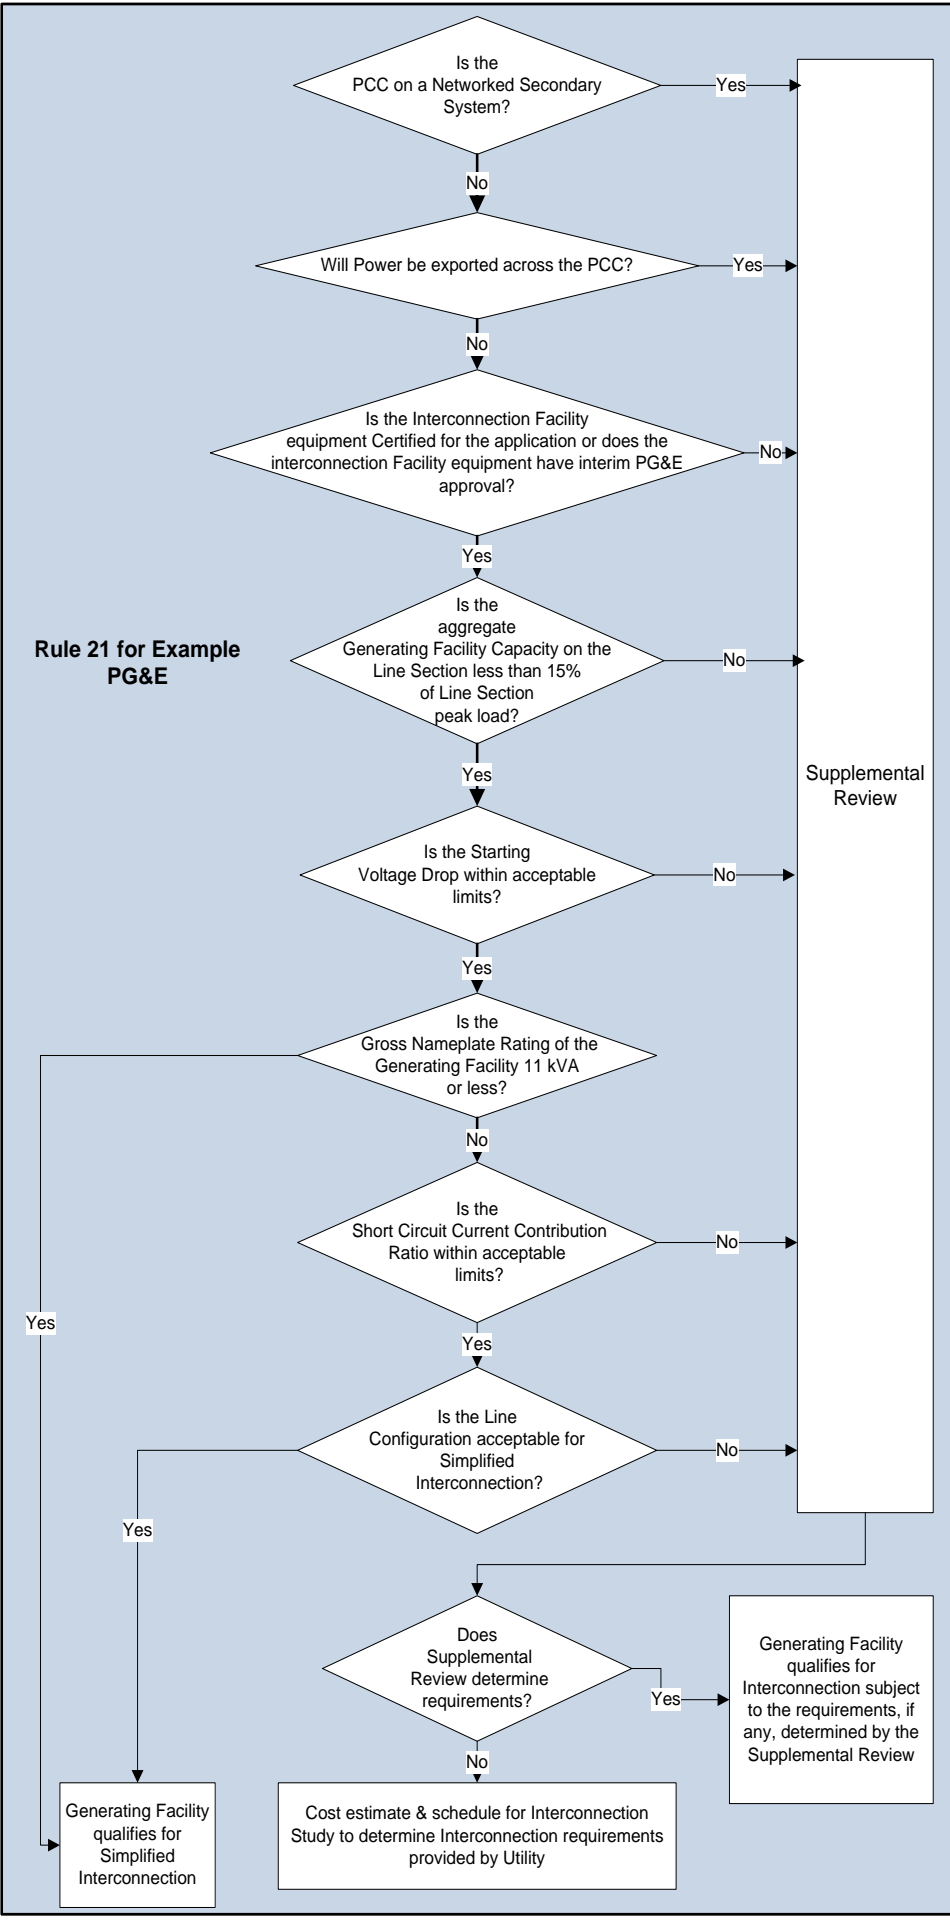 Is the
PCC on a Networked Secondary
System?
Yes
No
Will Power be exported across the PCC?
Yes
No
Is the Interconnection Facility
equipment Certified for the application or does the
interconnection Facility equipment have interim PG&E
approval?
No
Yes
Is the
aggregate
Generating Facility Capacity on the
Line Section less than 15%
of Line Section
peak load?
No
Rule 21 for Example
PG&E
Yes
Supplemental
Review
Is the Starting
Voltage Drop within acceptable
limits?
No
Yes
Is the
Gross Nameplate Rating of the
Generating Facility 11 kVA
or less?
No
Is the
Short Circuit Current Contribution
Ratio within acceptable
limits?
No
Yes
Yes
Is the Line
Configuration acceptable for
Simplified
Interconnection?
No
Yes
Does
Supplemental
Review determine
requirements?
Yes
Generating Facility
qualifies for
Interconnection subject
to the requirements, if
any, determined by the
Supplemental Review
No
Generating Facility
qualifies for
Simplified
Interconnection
Cost estimate & schedule for Interconnection
Study to determine Interconnection requirements
provided by Utility